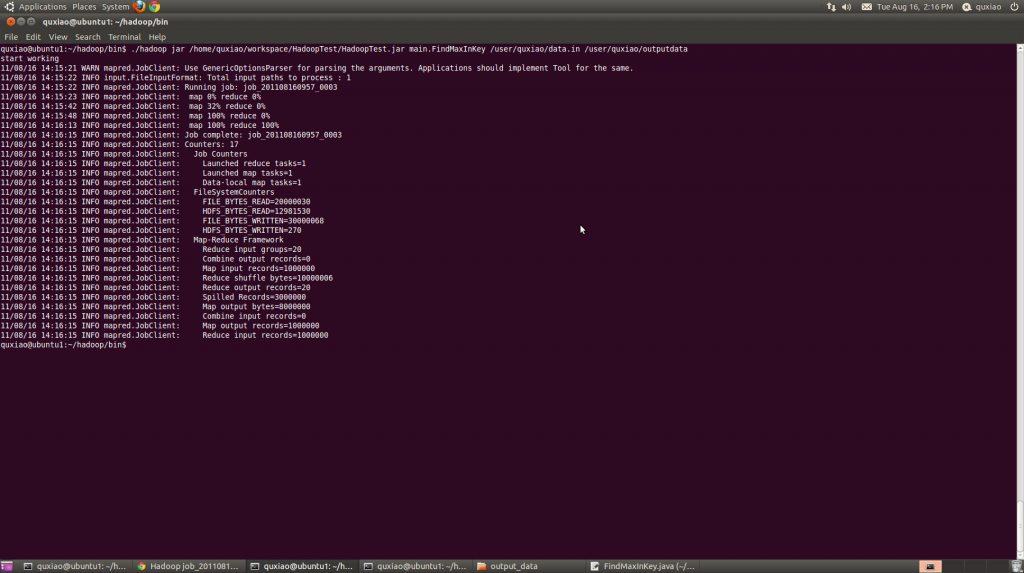 Applications Places System
Tue Aug 16, 2:16 PM quxiao
quxiao@ubuntu1: ~/hadoop/bin
File Edit View Search Terminal Help
quxiao@ubuntu1:~/hadoop/bin$ ./hadoop jar /home/quxiao/workspace/HadoopTest/HadoopTest.jar main.FindMaxInKey /user/quxiao/data.in /user/quxiao/outputdata
start working
11/08/16 14:15:21 WARN mapred.JobClient: Use GenericOptionsParser for parsing the arguments. Applications should implement Tool for the same.
11/08/16 14:15:22 INFO input.FileInputFormat: Total input paths to process : 1
11/08/16 14:15:22 INFO mapred.JobClient: Running job: job_201108160957_0003
11/08/16 14:15:23 INFO mapred.JobClient:  map 0% reduce 0%
11/08/16 14:15:42 INFO mapred.JobClient:  map 32% reduce 0%
11/08/16 14:15:48 INFO mapred.JobClient:  map 100% reduce 0%
11/08/16 14:16:13 INFO mapred.JobClient:  map 100% reduce 100%
11/08/16 14:16:15 INFO mapred.JobClient: Job complete: job_201108160957_0003
11/08/16 14:16:15 INFO mapred.JobClient: Counters: 17
11/08/16 14:16:15 INFO mapred.JobClient:   Job Counters
11/08/16 14:16:15 INFO mapred.JobClient:     Launched reduce tasks=1
11/08/16 14:16:15 INFO mapred.JobClient:     Launched map tasks=1
11/08/16 14:16:15 INFO mapred.JobClient:     Data-local map tasks=1
11/08/16 14:16:15 INFO mapred.JobClient:   FileSystemCounters
11/08/16 14:16:15 INFO mapred.JobClient:     FILE_BYTES_READ=20000030
11/08/16 14:16:15 INFO mapred.JobClient:     HDFS_BYTES_READ=12981530
11/08/16 14:16:15 INFO mapred.JobClient:     FILE_BYTES_WRITTEN=30000068
11/08/16 14:16:15 INFO mapred.JobClient:     HDFS_BYTES_WRITTEN=270
11/08/16 14:16:15 INFO mapred.JobClient:   Map-Reduce Framework
11/08/16 14:16:15 INFO mapred.JobClient:     Reduce input groups=20
11/08/16 14:16:15 INFO mapred.JobClient:     Combine output records=0
11/08/16 14:16:15 INFO mapred.JobClient:     Map input records=1000000
11/08/16 14:16:15 INFO mapred.JobClient:     Reduce shuffle bytes=10000006
11/08/16 14:16:15 INFO mapred.JobClient:     Reduce output records=20
11/08/16 14:16:15 INFO mapred.JobClient:     Spilled Records=3000000
11/08/16 14:16:15 INFO mapred.JobClient:     Map output bytes=8000000
11/08/16 14:16:15 INFO mapred.JobClient:     Combine input records=0
11/08/16 14:16:15 INFO mapred.JobClient:     Map output records=1000000
11/08/16 14:16:15 INFO mapred.JobClient:     Reduce input records=1000000
quxiao@ubuntu1:~/hadoop/bin$
quxiao@ubuntu1: ~/h... Hadoop job_2011081... quxiao@ubuntu1: ~/h... quxiao@ubuntu1: ~/h... output_data FindMaxInKey.java (~/...